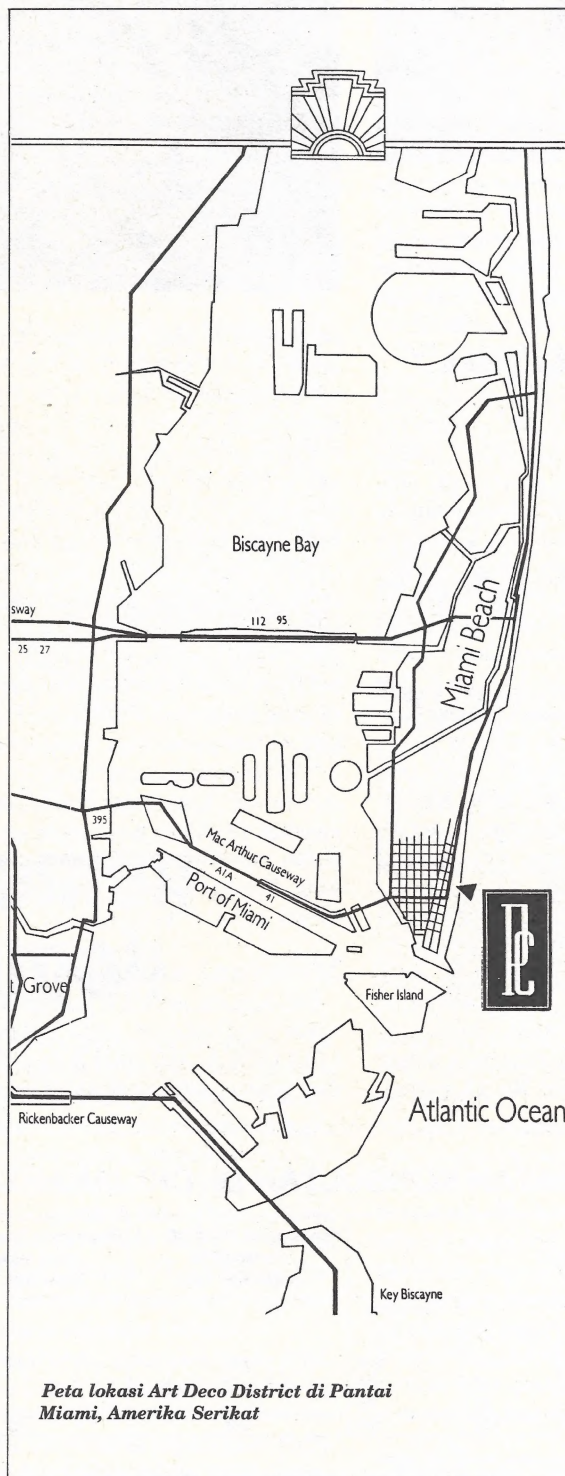 Biscayne Bay
sway
112 95
25 27
Miami Beach
395
Mac Arthur Causeway
A1A
41
Port of Miami
t Grove
Fisher Island
Rickenbacker Causeway
Atlantic Ocean
Key Biscayne
Peta lokasi Art Deco District di Pantai
Miami, Amerika Serikat